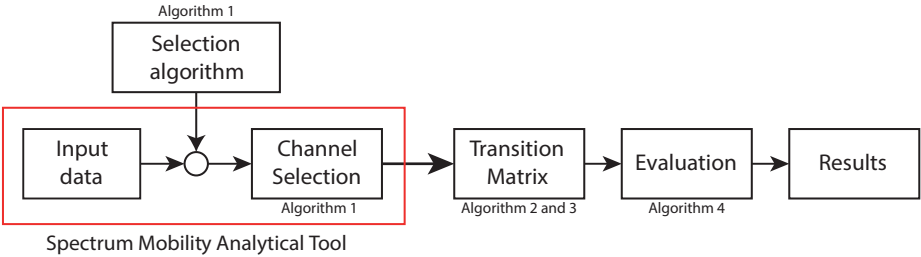 Algorithm 1
Selection
algorithm
Input
data
Channel
Selection
Algorithm 1
Transition
Matrix
Algorithm 2 and 3
Evaluation
Algorithm 4
Results
Spectrum Mobility Analytical Tool